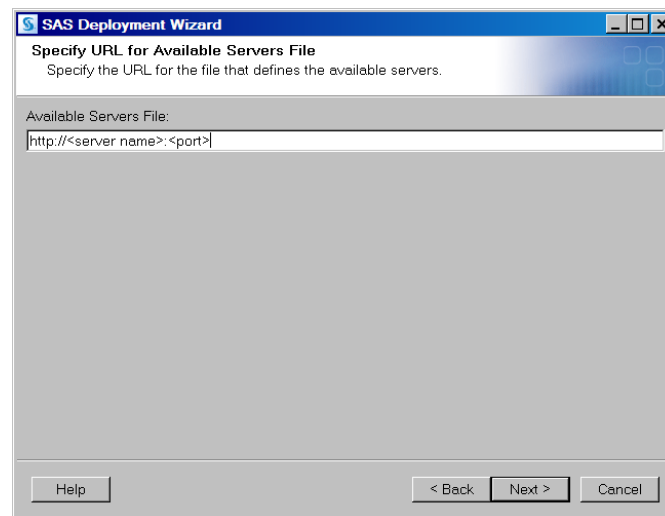 SAS Deployment Wizard
Specify URL for Available Servers File
Specify the URL for the file that defines the available servers.
Available Servers File:
http://<server name>:<port>
Help
< Back
Next >
Cancel